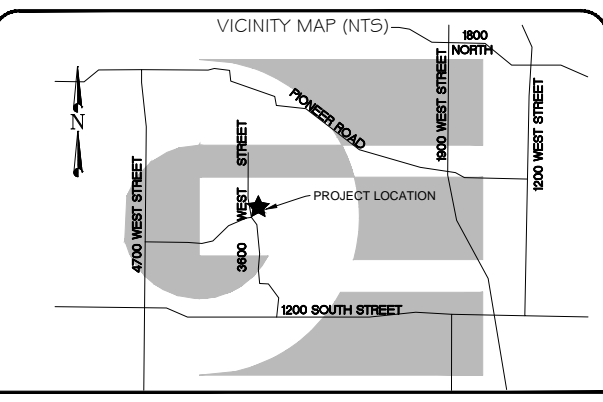 VICINITY MAP (NTS)
1800
NORTH
N
PIONEER ROAD
1900 WEST STREET
1200 WEST STREET
4700 WEST STREET
3600 WEST STREET
PROJECT LOCATION
1200 SOUTH STREET